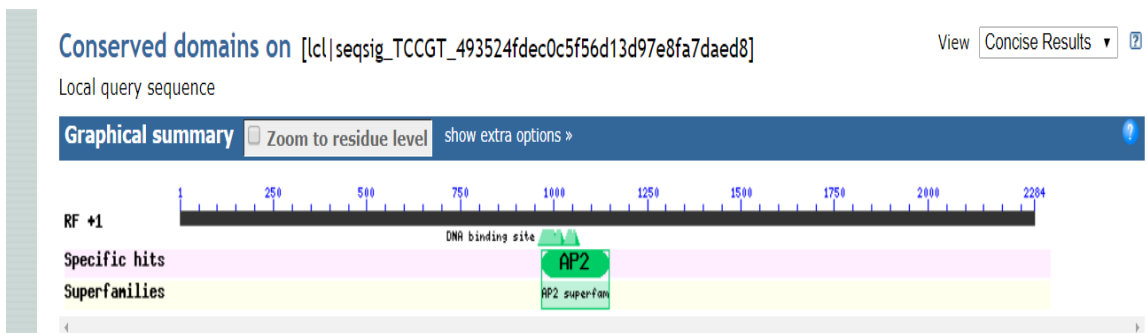 Conserved domains on [lcl|seqsig_TCCGT_493524fdec0c5f56d13d97e8fa7daed8]
View Concise Results ▼ ?
Local query sequence
Graphical summary Zoom to residue level show extra options » ?
1 250 500 750 1000 1250 1500 1750 2000 2284
RF +1
DNA binding site
Specific hits AP2
Superfamilies AP2 superfam